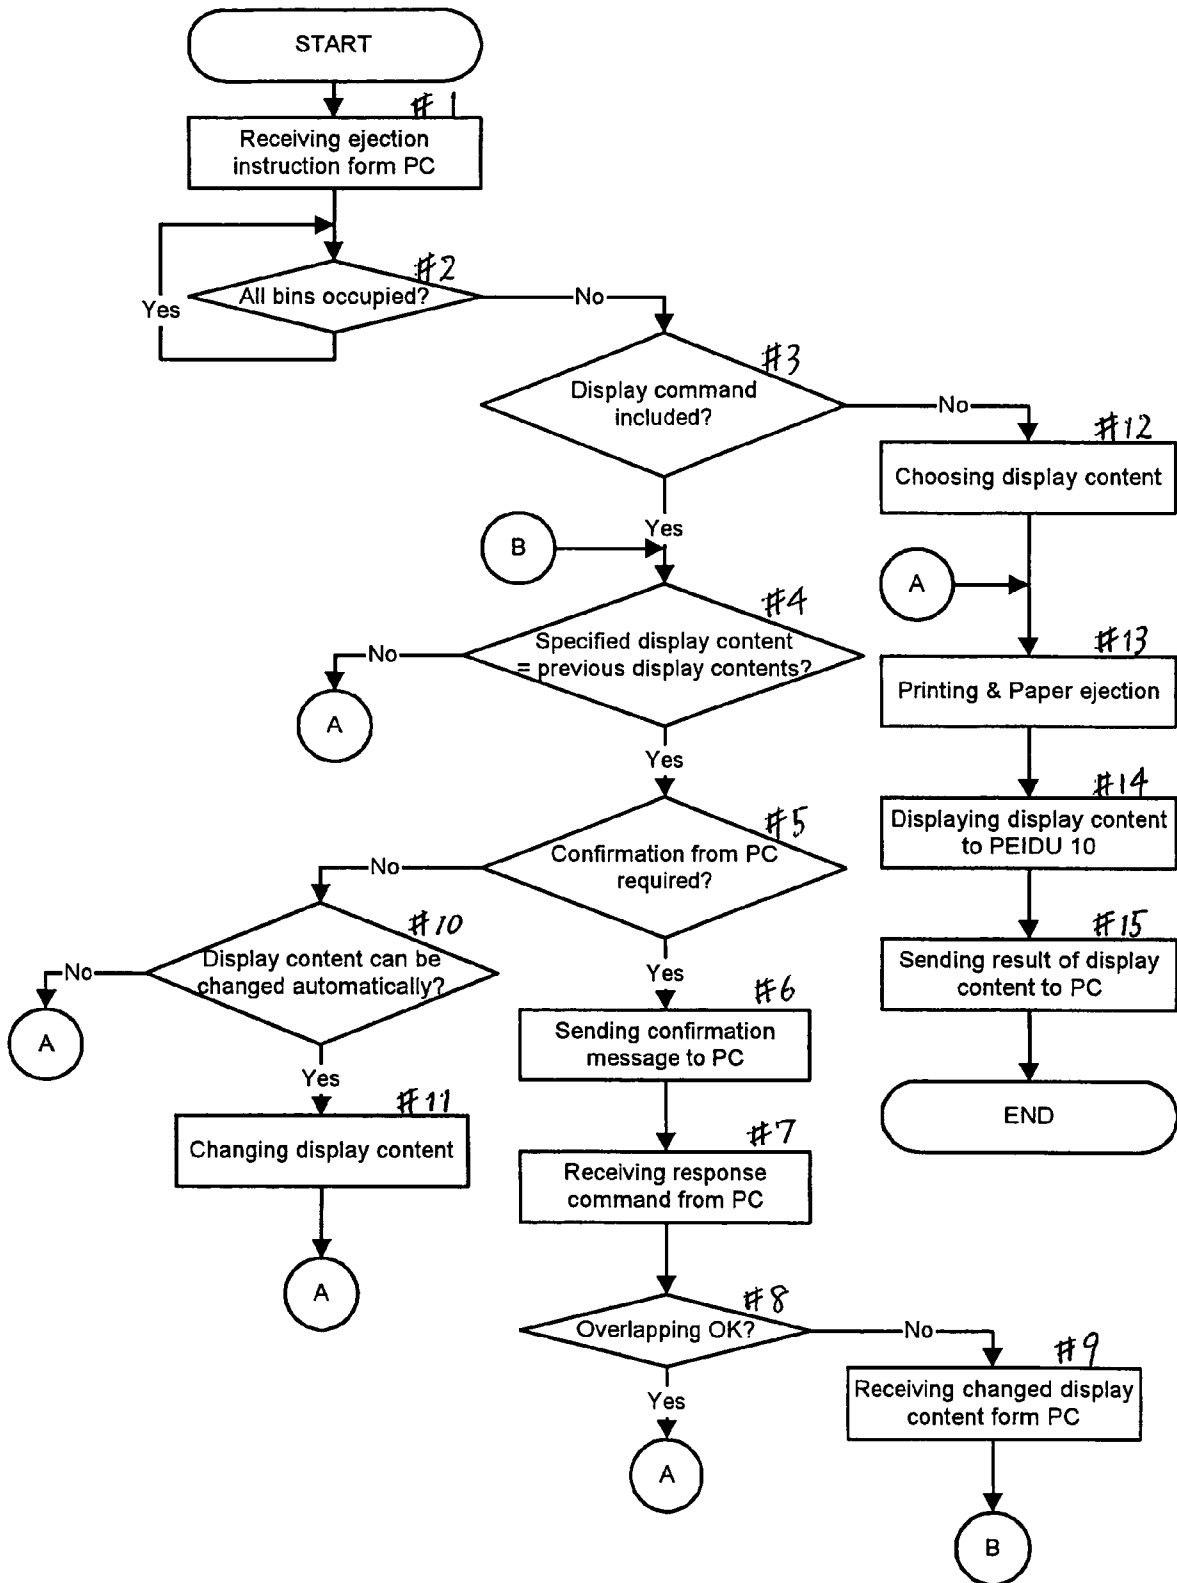 START
#1
Receiving ejection
instruction form PC
#2
All bins occupied?
Yes
No
#3
Display command
included?
No
#12
Choosing display content
Yes
B
A
#4
Specified display content
= previous display contents?
No
A
#13
Printing & Paper ejection
Yes
#14
Displaying display content
to PEIDU 10
#5
Confirmation from PC
required?
No
#10
Display content can be
changed automatically?
No
A
#15
Sending result of display
content to PC
Yes
#6
Sending confirmation
message to PC
Yes
#11
Changing display content
END
#7
Receiving response
command from PC
A
#8
Overlapping OK?
No
#9
Receiving changed display
content form PC
Yes
A
B